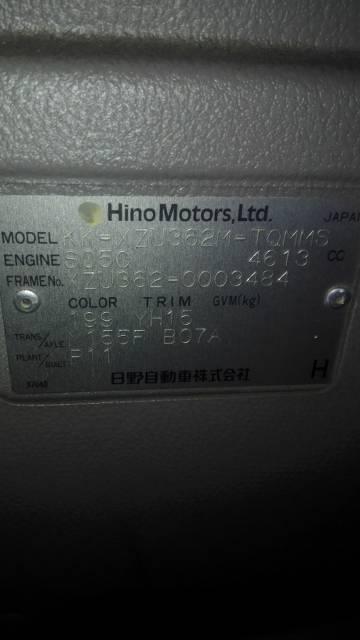 Hino Motors, Ltd. JAPAN
MODEL KK-XZU362M-TQMMS
ENGINE S05C 4613 CC
FRAME No. XZU362-0003484
COLOR TRIM GVM(kg)
99 YH15
TRANS/AXLE 155F B07A
PLANT/BUILT P11
日野自動車株式会社 H